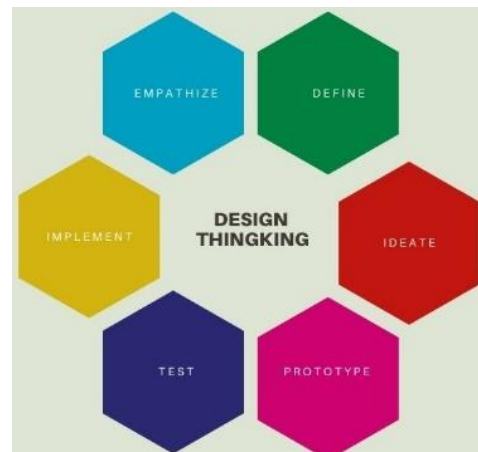 EMPATHIZE
DEFINE
IMPLEMENT
DESIGN
THINGKING
IDEATE
TEST
PROTOTYPE